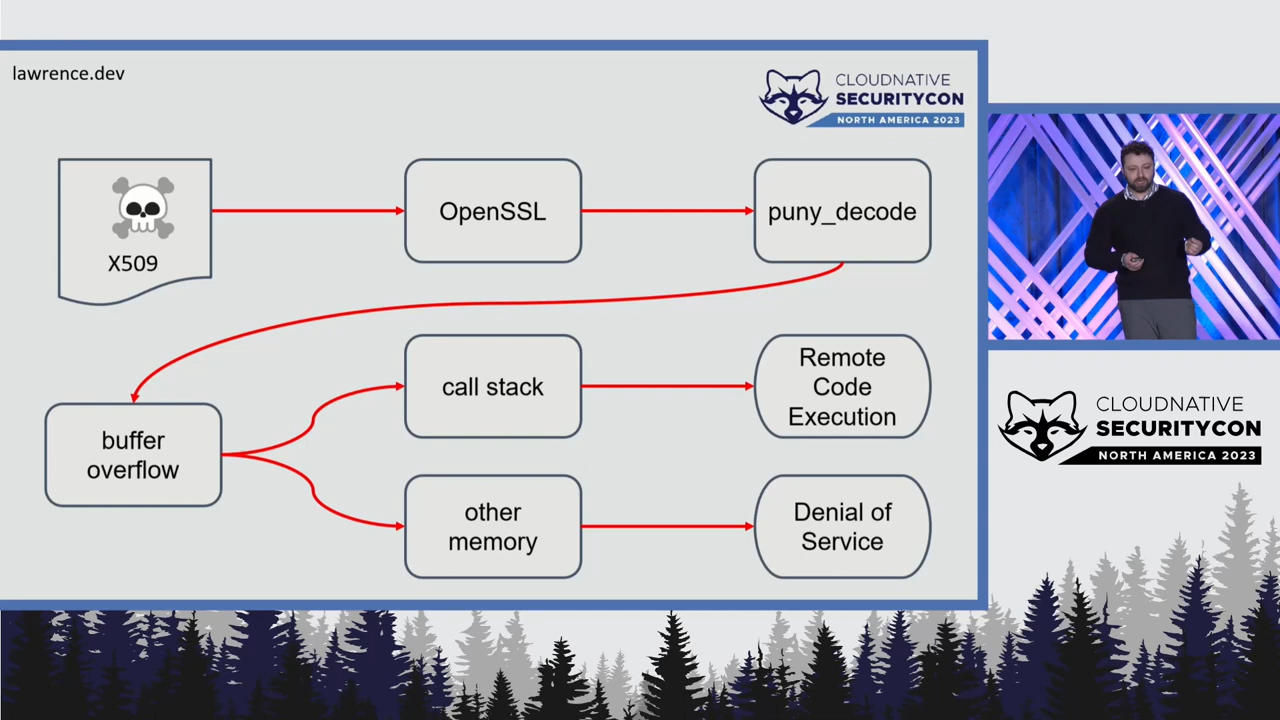 lawrence.dev
CLOUDNATIVE
SECURITYCON
NORTH AMERICA 2023
X509
OpenSSL
puny_decode
buffer
overflow
call stack
Remote
Code
Execution
other
memory
Denial of
Service
CLOUDNATIVE
SECURITYCON
NORTH AMERICA 2023